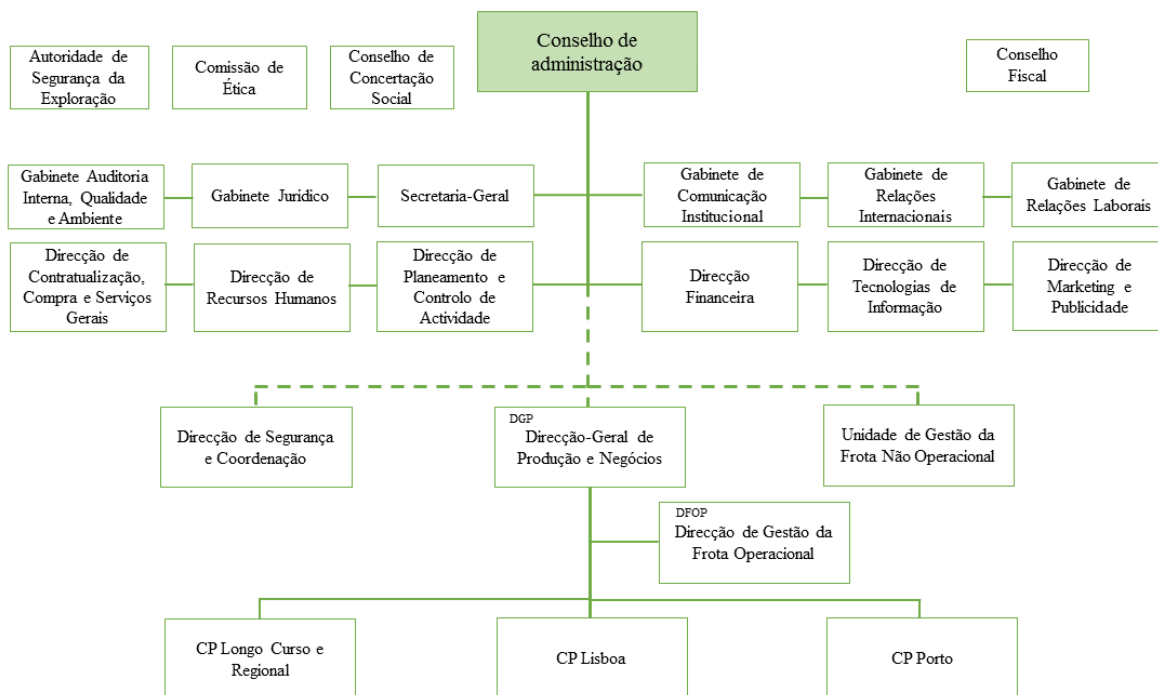 Conselho de
administração
Autoridade de
Segurança da
Exploração
Comissão de
Ética
Conselho de
Concertação
Social
Conselho
Fiscal
Gabinete Auditoria
Interna, Qualidade
e Ambiente
Gabinete Jurídico
Secretaria-Geral
Gabinete de
Comunicação
Institucional
Gabinete de
Relações
Internacionais
Gabinete de
Relações Laborais
Direcção de
Contratualização,
Compra e Serviços
Gerais
Direcção de
Recursos Humanos
Direcção de
Planeamento e
Controlo de
Actividade
Direcção
Financeira
Direcção de
Tecnologias de
Informação
Direcção de
Marketing e
Publicidade
Direcção de Segurança
e Coordenação
DGP
Direcção-Geral de
Produção e Negócios
Unidade de Gestão da
Frota Não Operacional
DFOP
Direcção de Gestão da
Frota Operacional
CP Longo Curso e
Regional
CP Lisboa
CP Porto